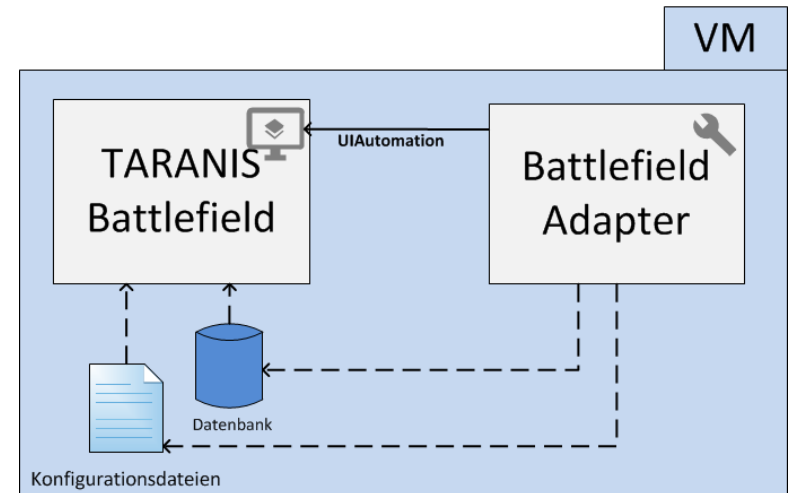 VM
TARANIS
Battlefield
UIAutomation
Battlefield
Adapter
Datenbank
Konfigurationsdateien